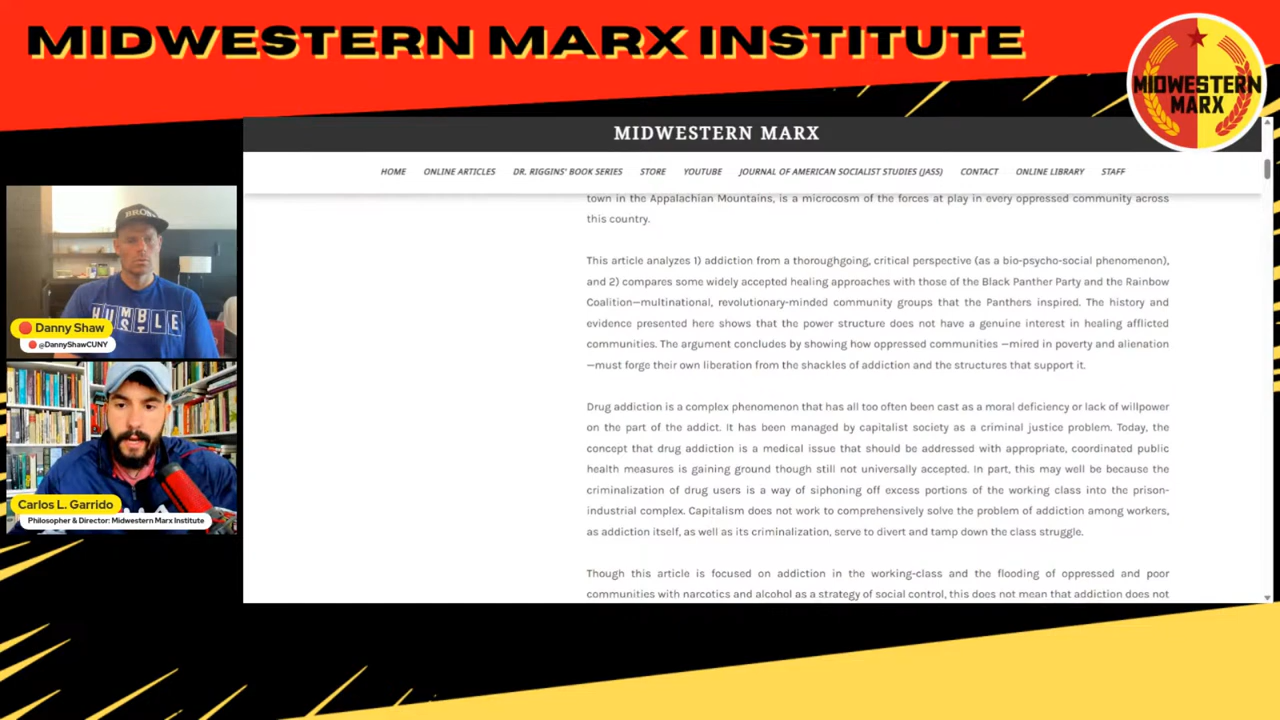 MIDWESTERN MARX INSTITUTE
MIDWESTERN
MARX
MIDWESTERN MARX
HOME ONLINE ARTICLES DR. RIGGINS' BOOK SERIES STORE YOUTUBE JOURNAL OF AMERICAN SOCIALIST STUDIES (JASS) CONTACT ONLINE LIBRARY STAFF
town in the Appalachian Mountains, is a microcosm of the forces at play in every oppressed community across
this country.
This article analyzes 1) addiction from a thoroughgoing, critical perspective (as a bio-psycho-social phenomenon),
and 2) compares some widely accepted healing approaches with those of the Black Panther Party and the Rainbow
Coalition—multinational, revolutionary-minded community groups that the Panthers inspired. The history and
evidence presented here shows that the power structure does not have a genuine interest in healing afflicted
communities. The argument concludes by showing how oppressed communities —mired in poverty and alienation
—must forge their own liberation from the shackles of addiction and the structures that support it.
Drug addiction is a complex phenomenon that has all too often been cast as a moral deficiency or lack of willpower
on the part of the addict. It has been managed by capitalist society as a criminal justice problem. Today, the
concept that drug addiction is a medical issue that should be addressed with appropriate, coordinated public
health measures is gaining ground though still not universally accepted. In part, this may well be because the
criminalization of drug users is a way of siphoning off excess portions of the working class into the prison-
industrial complex. Capitalism does not work to comprehensively solve the problem of addiction among workers,
as addiction itself, as well as its criminalization, serve to divert and tamp down the class struggle.
Though this article is focused on addiction in the working-class and the flooding of oppressed and poor
communities with narcotics and alcohol as a strategy of social control, this does not mean that addiction does not
HUMBLE
Danny Shaw
@DannyShawCUNY
Carlos L. Garrido
Philosopher & Director: Midwestern Marx Institute